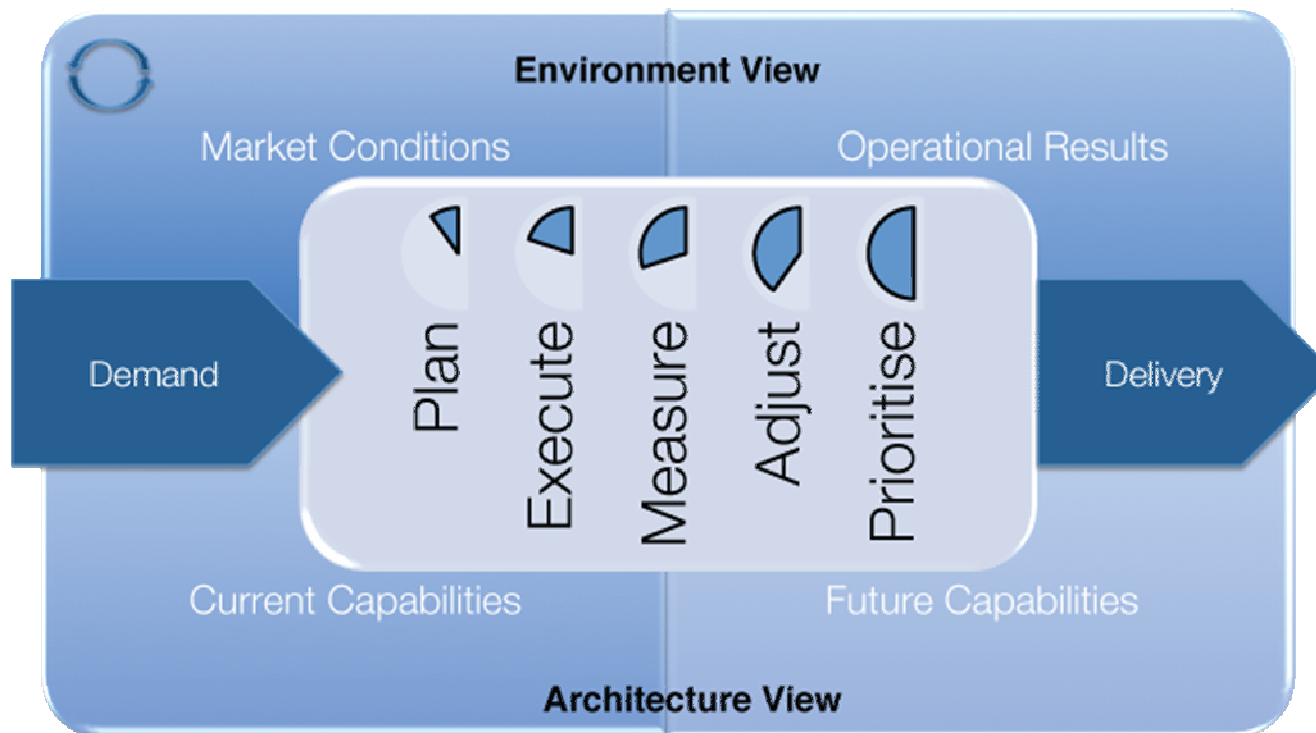 Environment View
Market Conditions
Operational Results
Demand
Plan
Execute
Measure
Adjust
Prioritise
Delivery
Current Capabilities
Future Capabilities
Architecture View